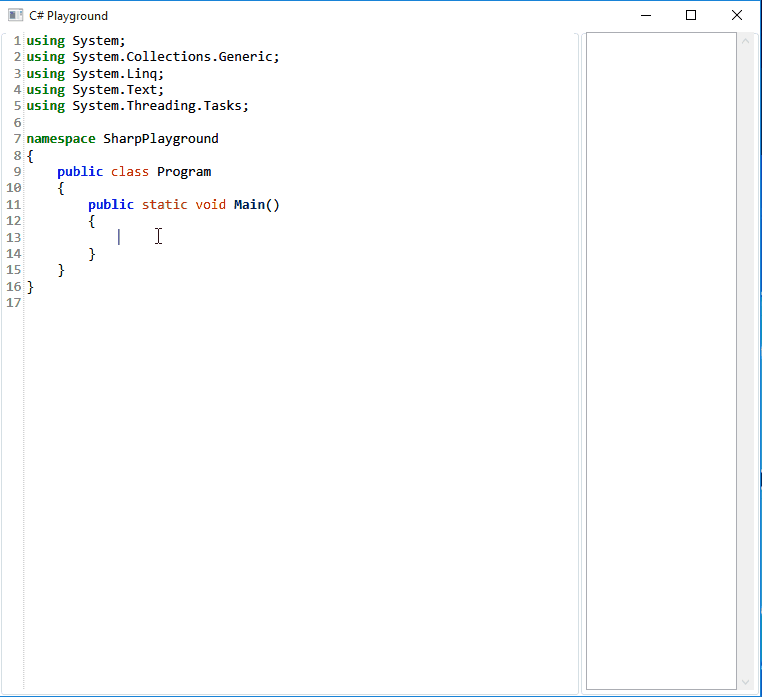 C# Playground
1 using System;
2 using System.Collections.Generic;
3 using System.Linq;
4 using System.Text;
5 using System.Threading.Tasks;
6
7 namespace SharpPlayground
8 {
9     public class Program
10     {
11         public static void Main()
12         {
13
14         }
15     }
16 }
17